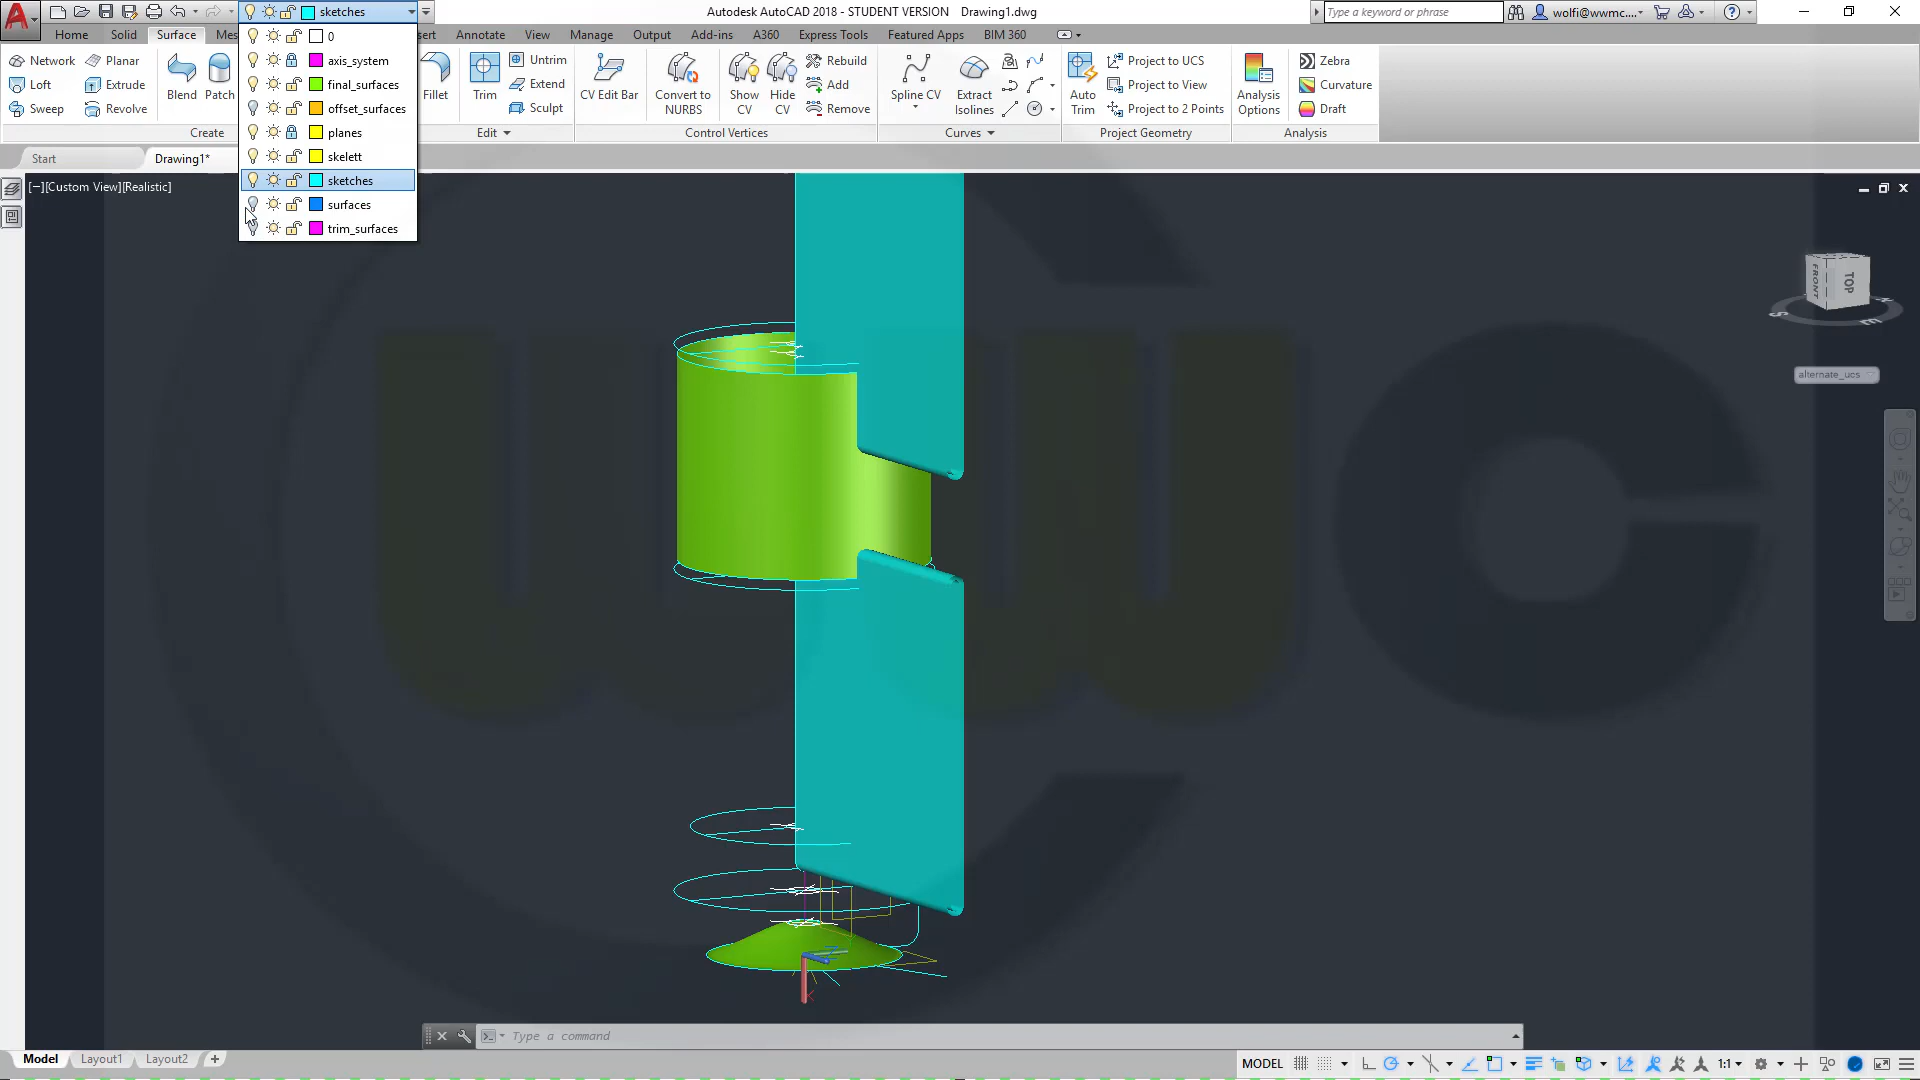 sketches
Autodesk AutoCAD 2018 - STUDENT VERSION Drawing1.dwg
Type a keyword or phrase
wolfi@wwmc....
Home Solid Surface Mes sert Annotate View Manage Output Add-ins A360 Express Tools Featured Apps BIM 360
0
axis_system
final_surfaces
offset_surfaces
planes
skelett
sketches
surfaces
trim_surfaces
Network Planar
Loft Extrude
Sweep Revolve
Blend Patch
Create
Fillet
Trim
Untrim
Extend
Sculpt
Edit
CV Edit Bar
Convert to
NURBS
Show
CV
Hide
CV
Rebuild
Add
Remove
Control Vertices
Spline CV
Extract
Isolines
Curves
Auto
Trim
Project to UCS
Project to View
Project to 2 Points
Project Geometry
Analysis
Options
Zebra
Curvature
Draft
Analysis
Start Drawing1*
[−][Custom View][Realistic]
FRONT TOP
S E
alternate_ucs
wwc
X
Type a command
Model Layout1 Layout2
MODEL 1:1